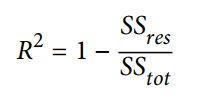 R² = 1 − SS_res / SS_tot